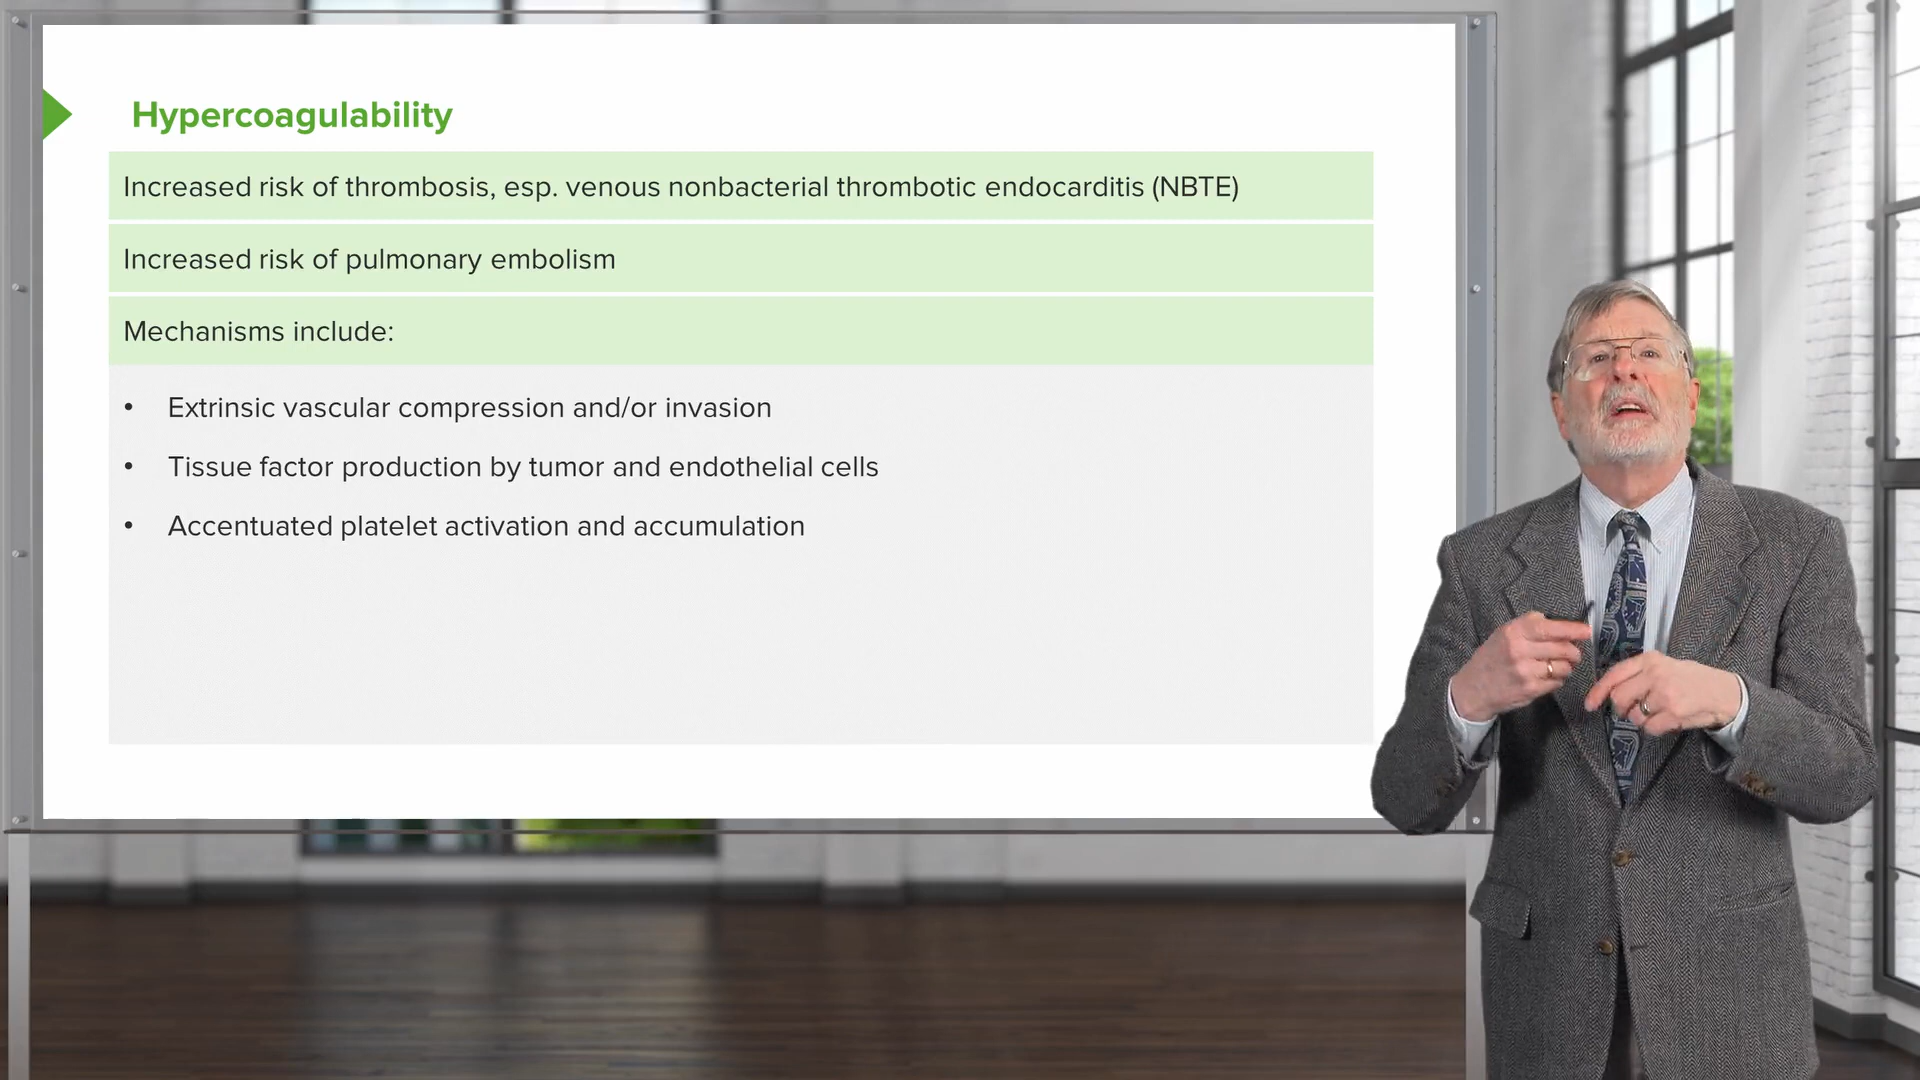 Hypercoagulability
Increased risk of thrombosis, esp. venous nonbacterial thrombotic endocarditis (NBTE)
Increased risk of pulmonary embolism
Mechanisms include:
• Extrinsic vascular compression and/or invasion
• Tissue factor production by tumor and endothelial cells
• Accentuated platelet activation and accumulation